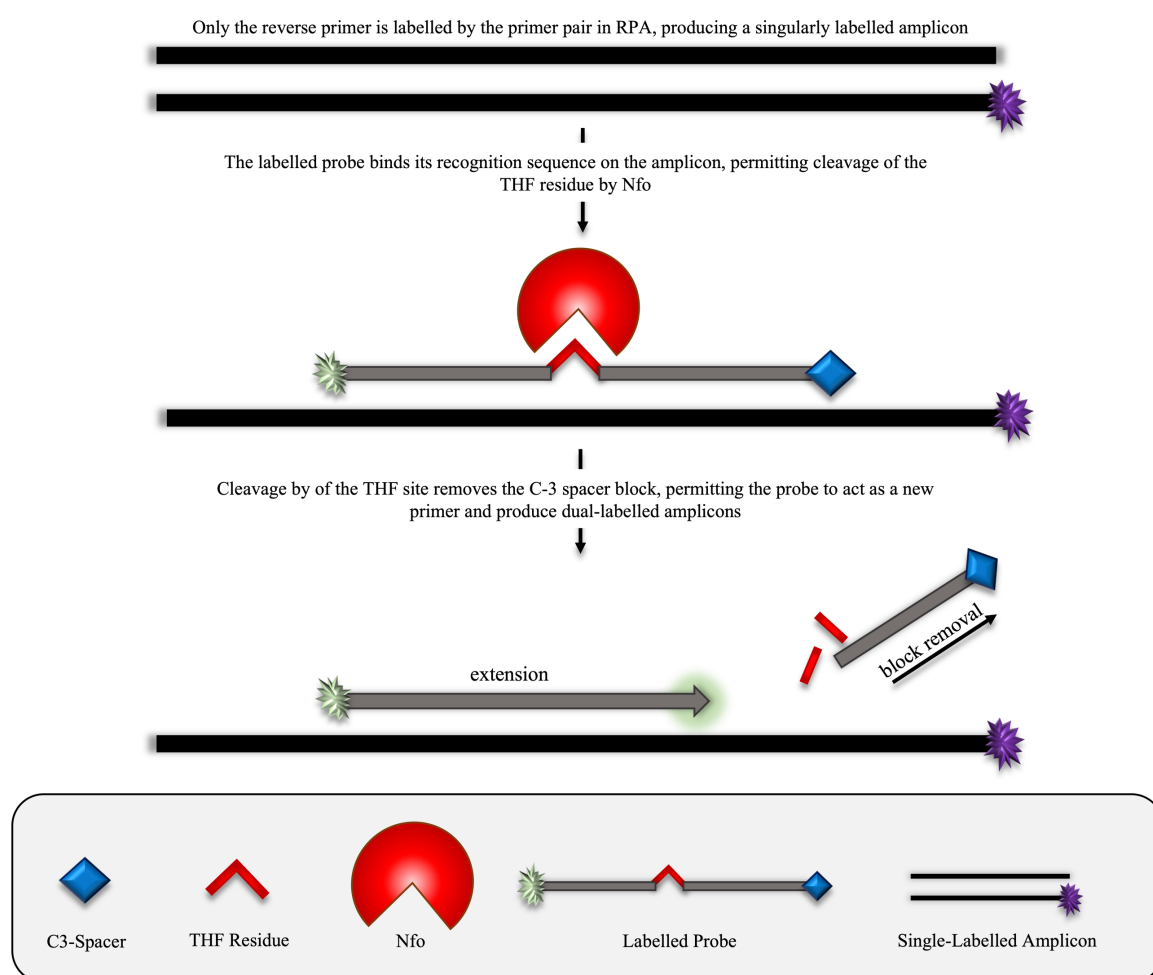 Only the reverse primer is labelled by the primer pair in RPA, producing a singularly labelled amplicon
The labelled probe binds its recognition sequence on the amplicon, permitting cleavage of the
THF residue by Nfo
Cleavage by of the THF site removes the C-3 spacer block, permitting the probe to act as a new
primer and produce dual-labelled amplicons
extension
block removal
C3-Spacer
THF Residue
Nfo
Labelled Probe
Single-Labelled Amplicon